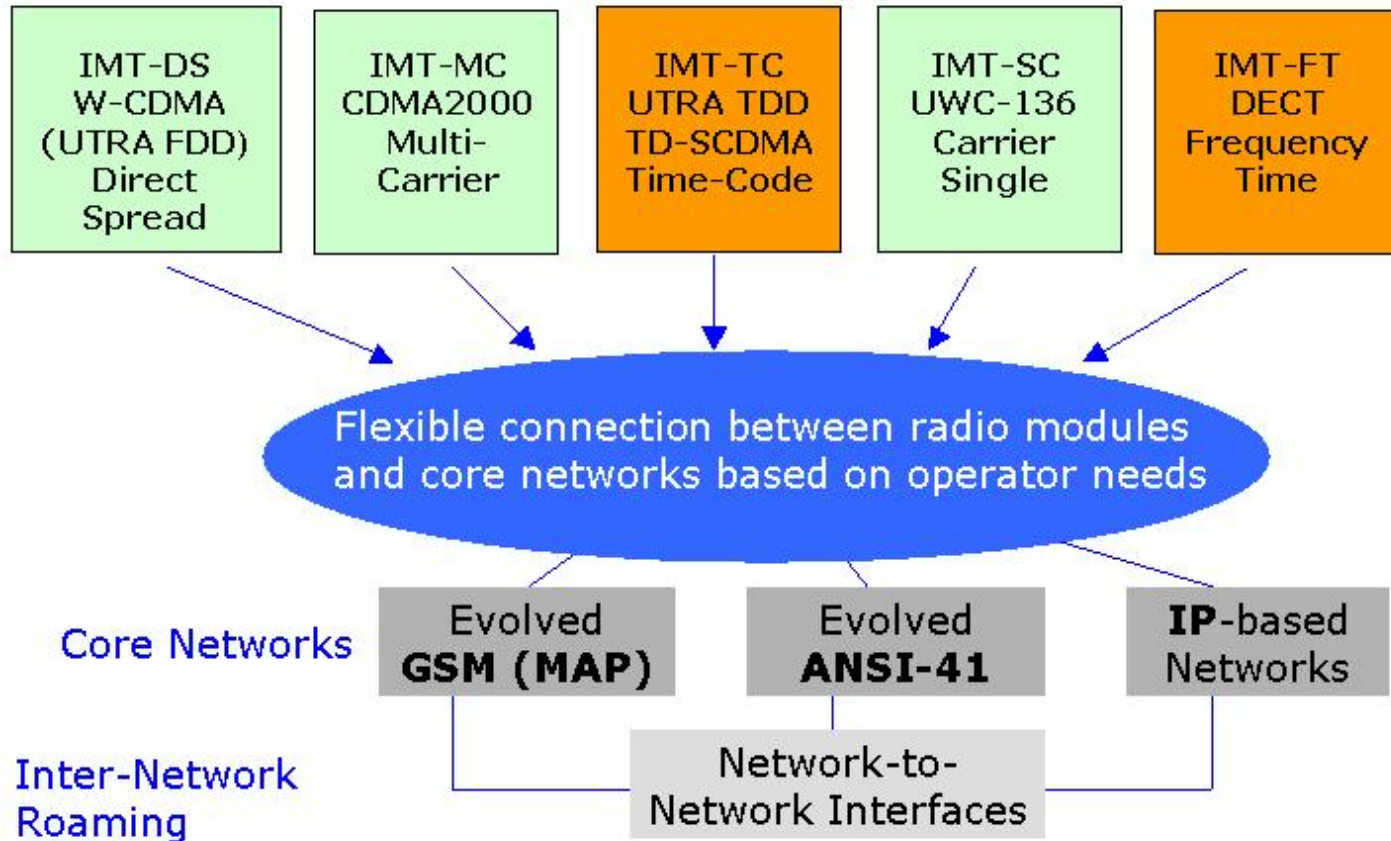 IMT-DS
W-CDMA
(UTRA FDD)
Direct
Spread
IMT-MC
CDMA2000
Multi-
Carrier
IMT-TC
UTRA TDD
TD-SCDMA
Time-Code
IMT-SC
UWC-136
Carrier
Single
IMT-FT
DECT
Frequency
Time
Flexible connection between radio modules
and core networks based on operator needs
Core Networks
Evolved
GSM (MAP)
Evolved
ANSI-41
IP-based
Networks
Inter-Network
Roaming
Network-to-
Network Interfaces